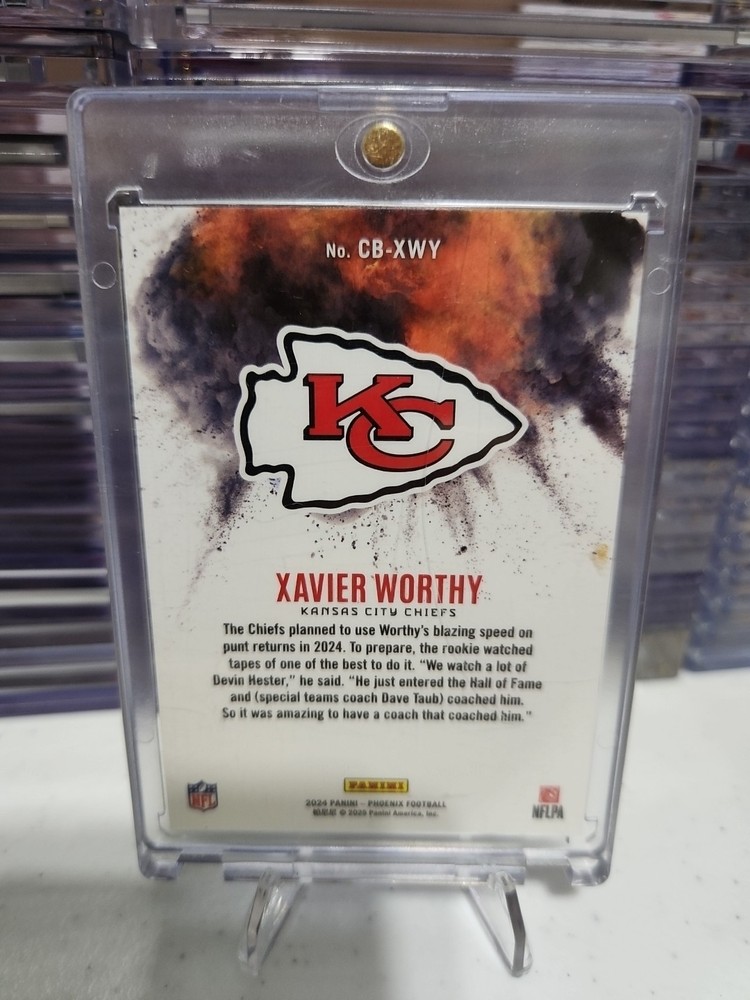 No. CB-XWY
KC
XAVIER WORTHY
KANSAS CITY CHIEFS
The Chiefs planned to use Worthy's blazing speed on
punt returns in 2024. To prepare, the rookie watched
tapes of one of the best to do it. "We watch a lot of
Devin Hester," he said. "He just entered the Hall of Fame
and (special teams coach Dave Taub) coached him.
So it was amazing to have a coach that coached him."
PANINI
NFL
2024 PANINI – PHOENIX FOOTBALL
© 2025 Panini America, Inc.
NFLPA